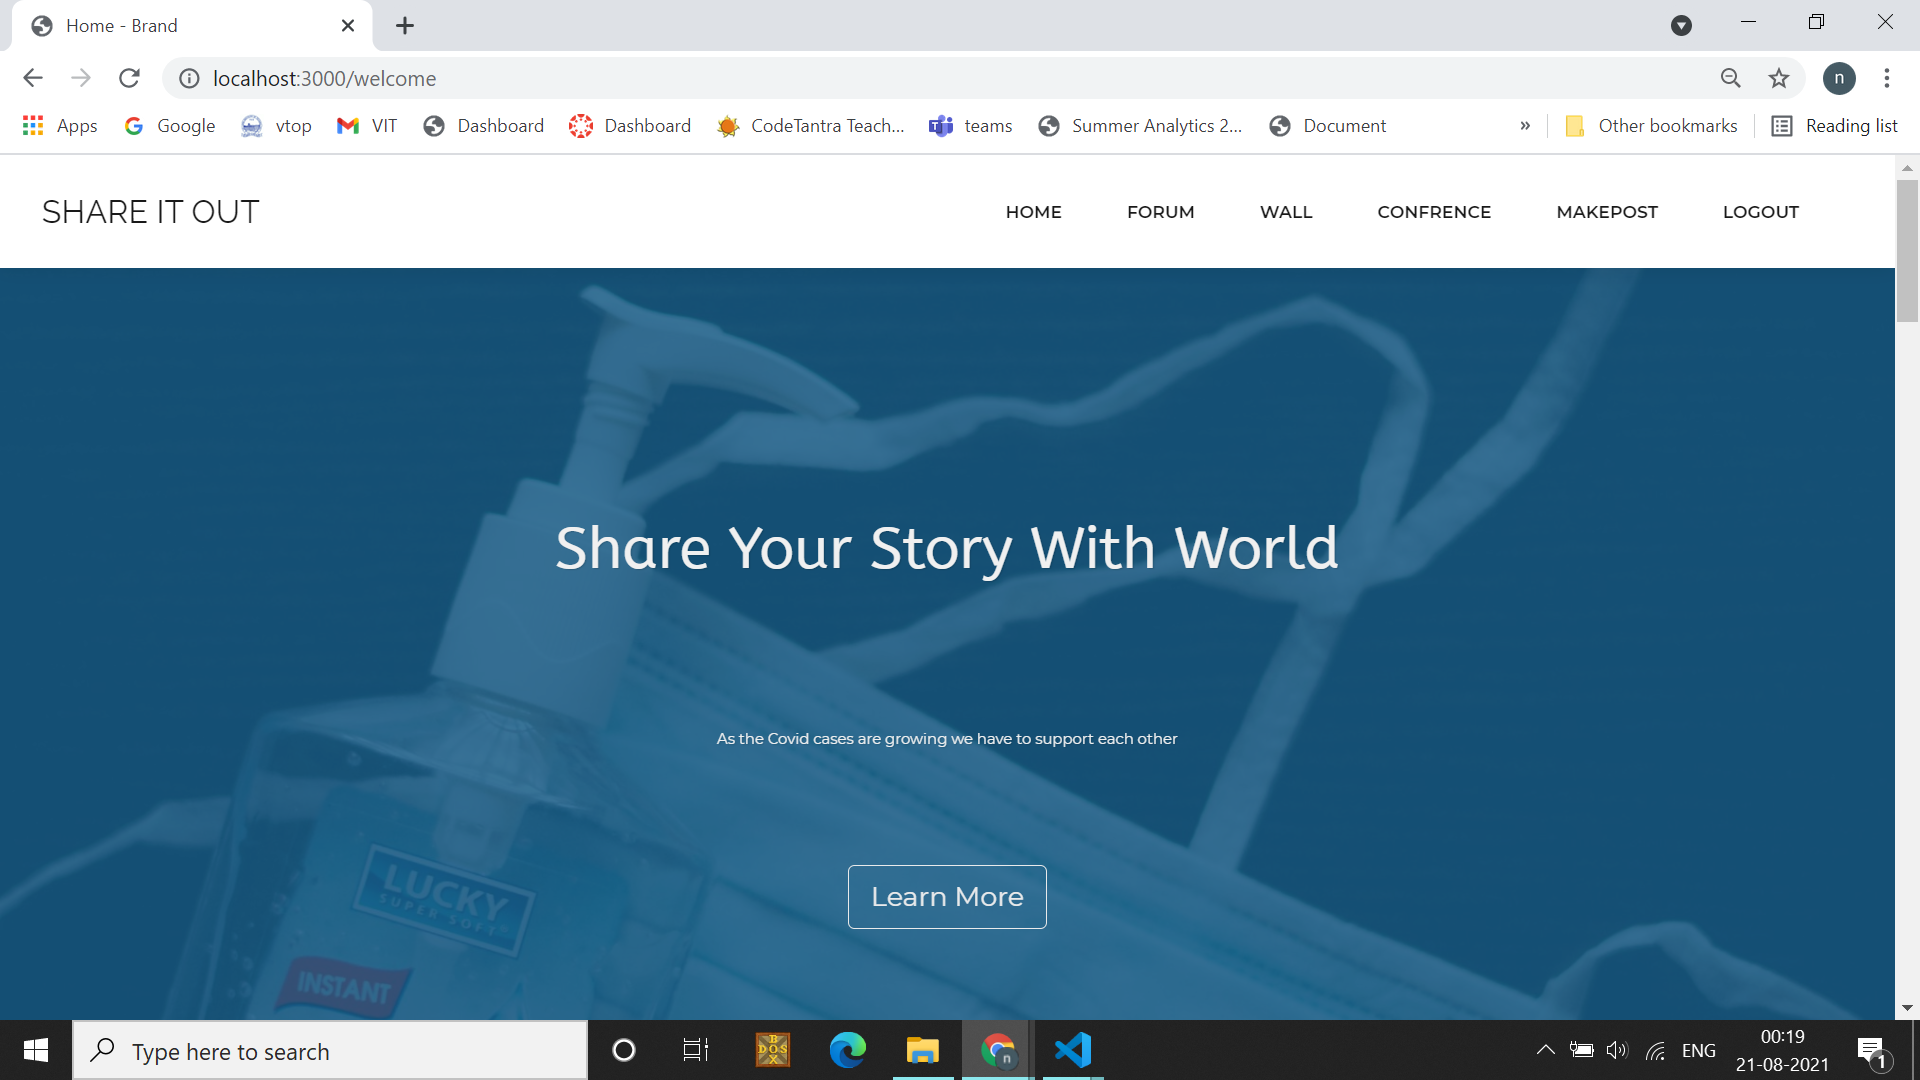 Home - Brand
localhost:3000/welcome
n
Apps Google vtop VIT Dashboard Dashboard CodeTantra Teach... teams Summer Analytics 2... Document » Other bookmarks Reading list
SHARE IT OUT
HOME FORUM WALL CONFRENCE MAKEPOST LOGOUT
Share Your Story With World
As the Covid cases are growing we have to support each other
Learn More
LUCKY
SUPER SOFT
INSTANT
Type here to search
DOS
BOX
n
ENG
00:19
21-08-2021
1